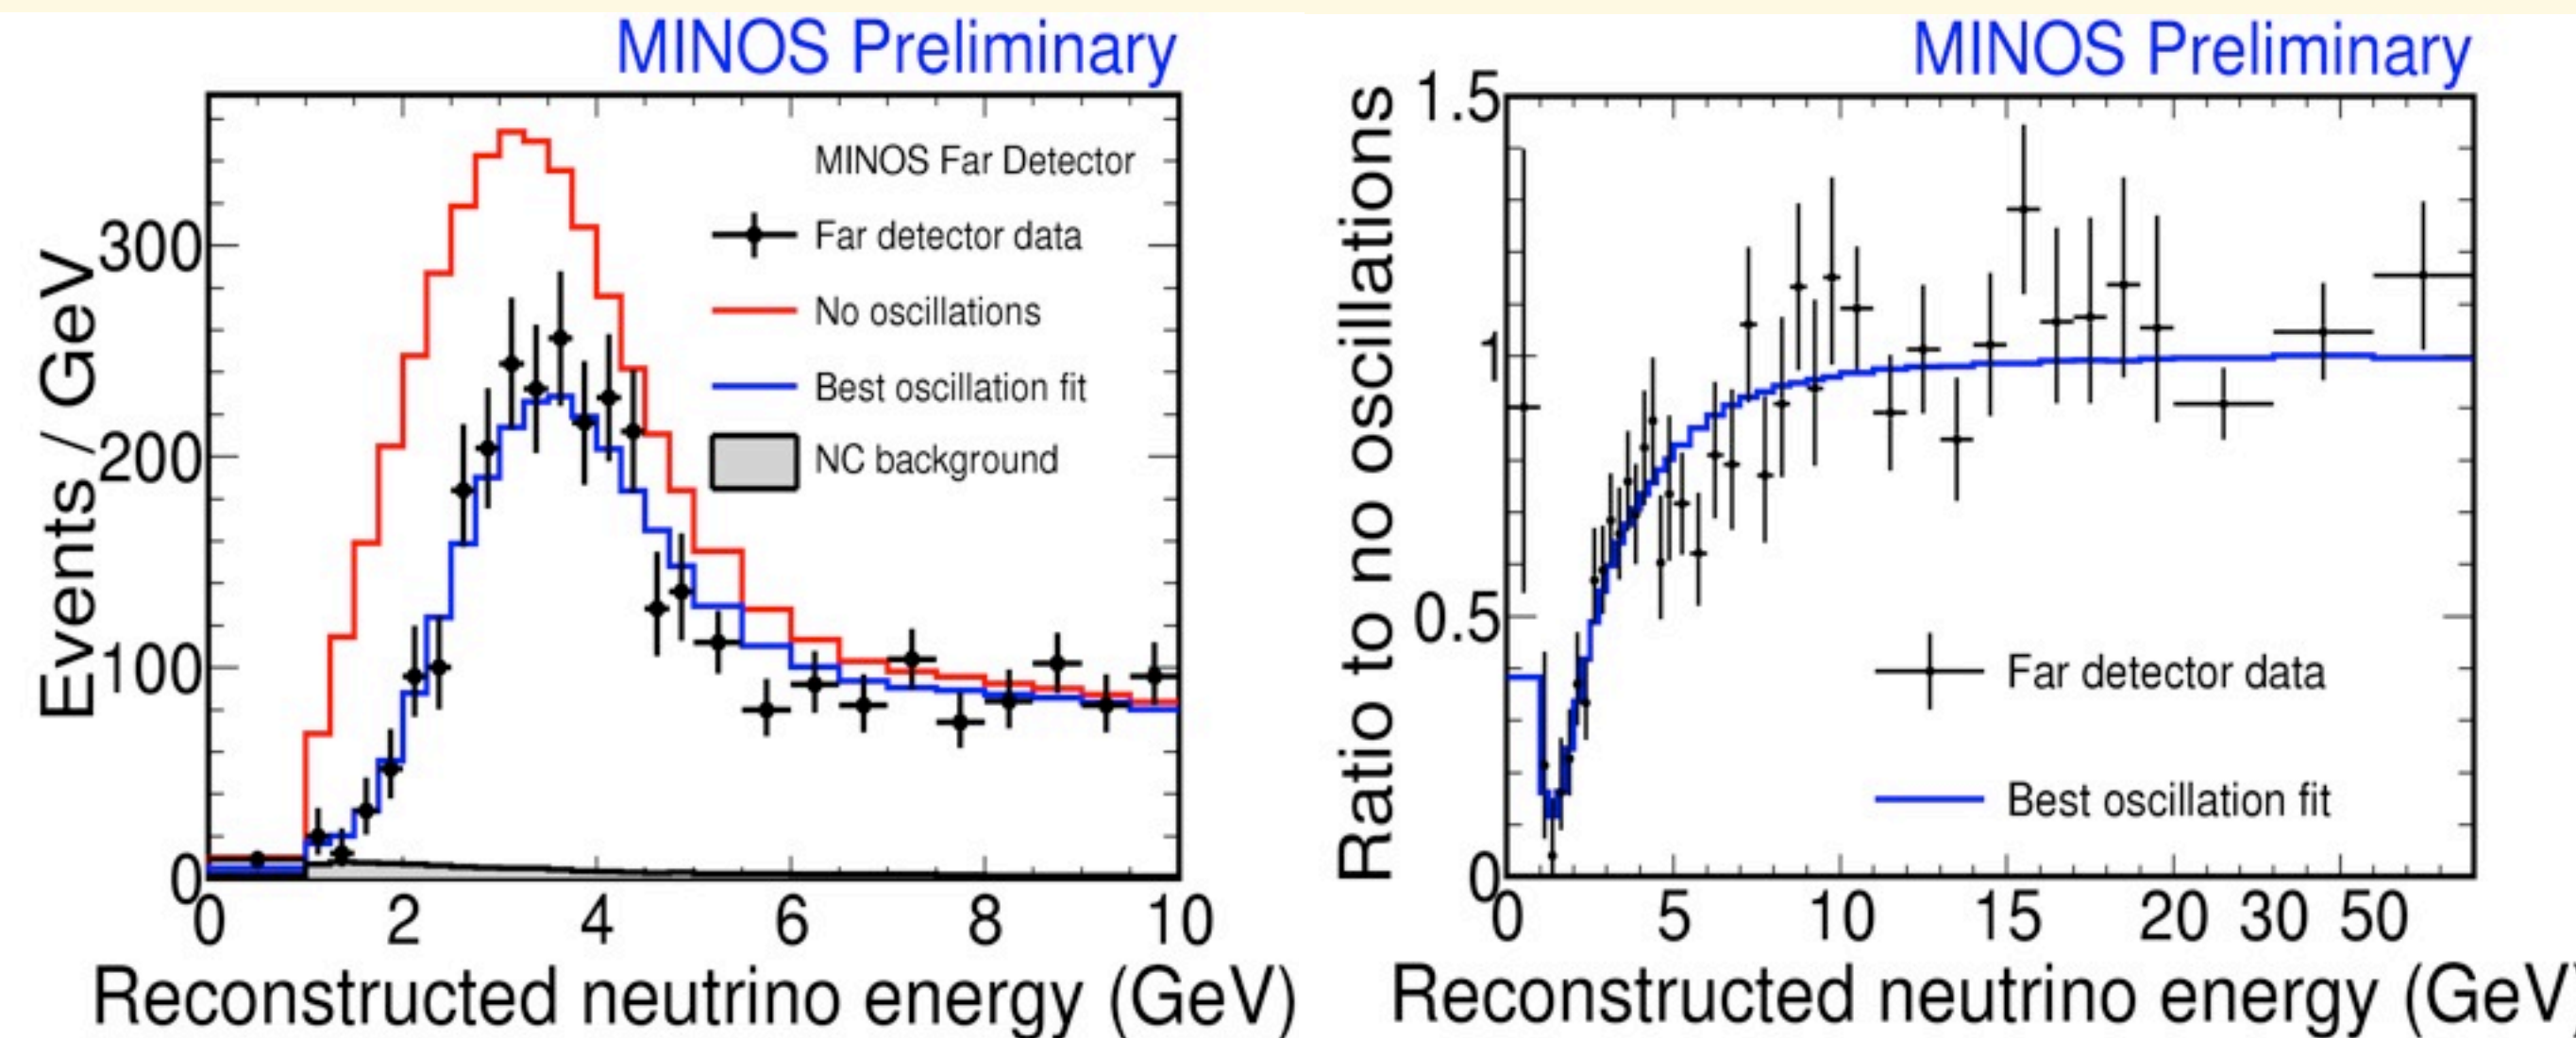 MINOS Preliminary
Events / GeV
300
200
100
0
MINOS Far Detector
Far detector data
No oscillations
Best oscillation fit
NC background
0 2 4 6 8 10
Reconstructed neutrino energy (GeV)
MINOS Preliminary
Ratio to no oscillations
1.5
1
0.5
0
Far detector data
Best oscillation fit
0 5 10 15 20 30 50
Reconstructed neutrino energy (GeV)